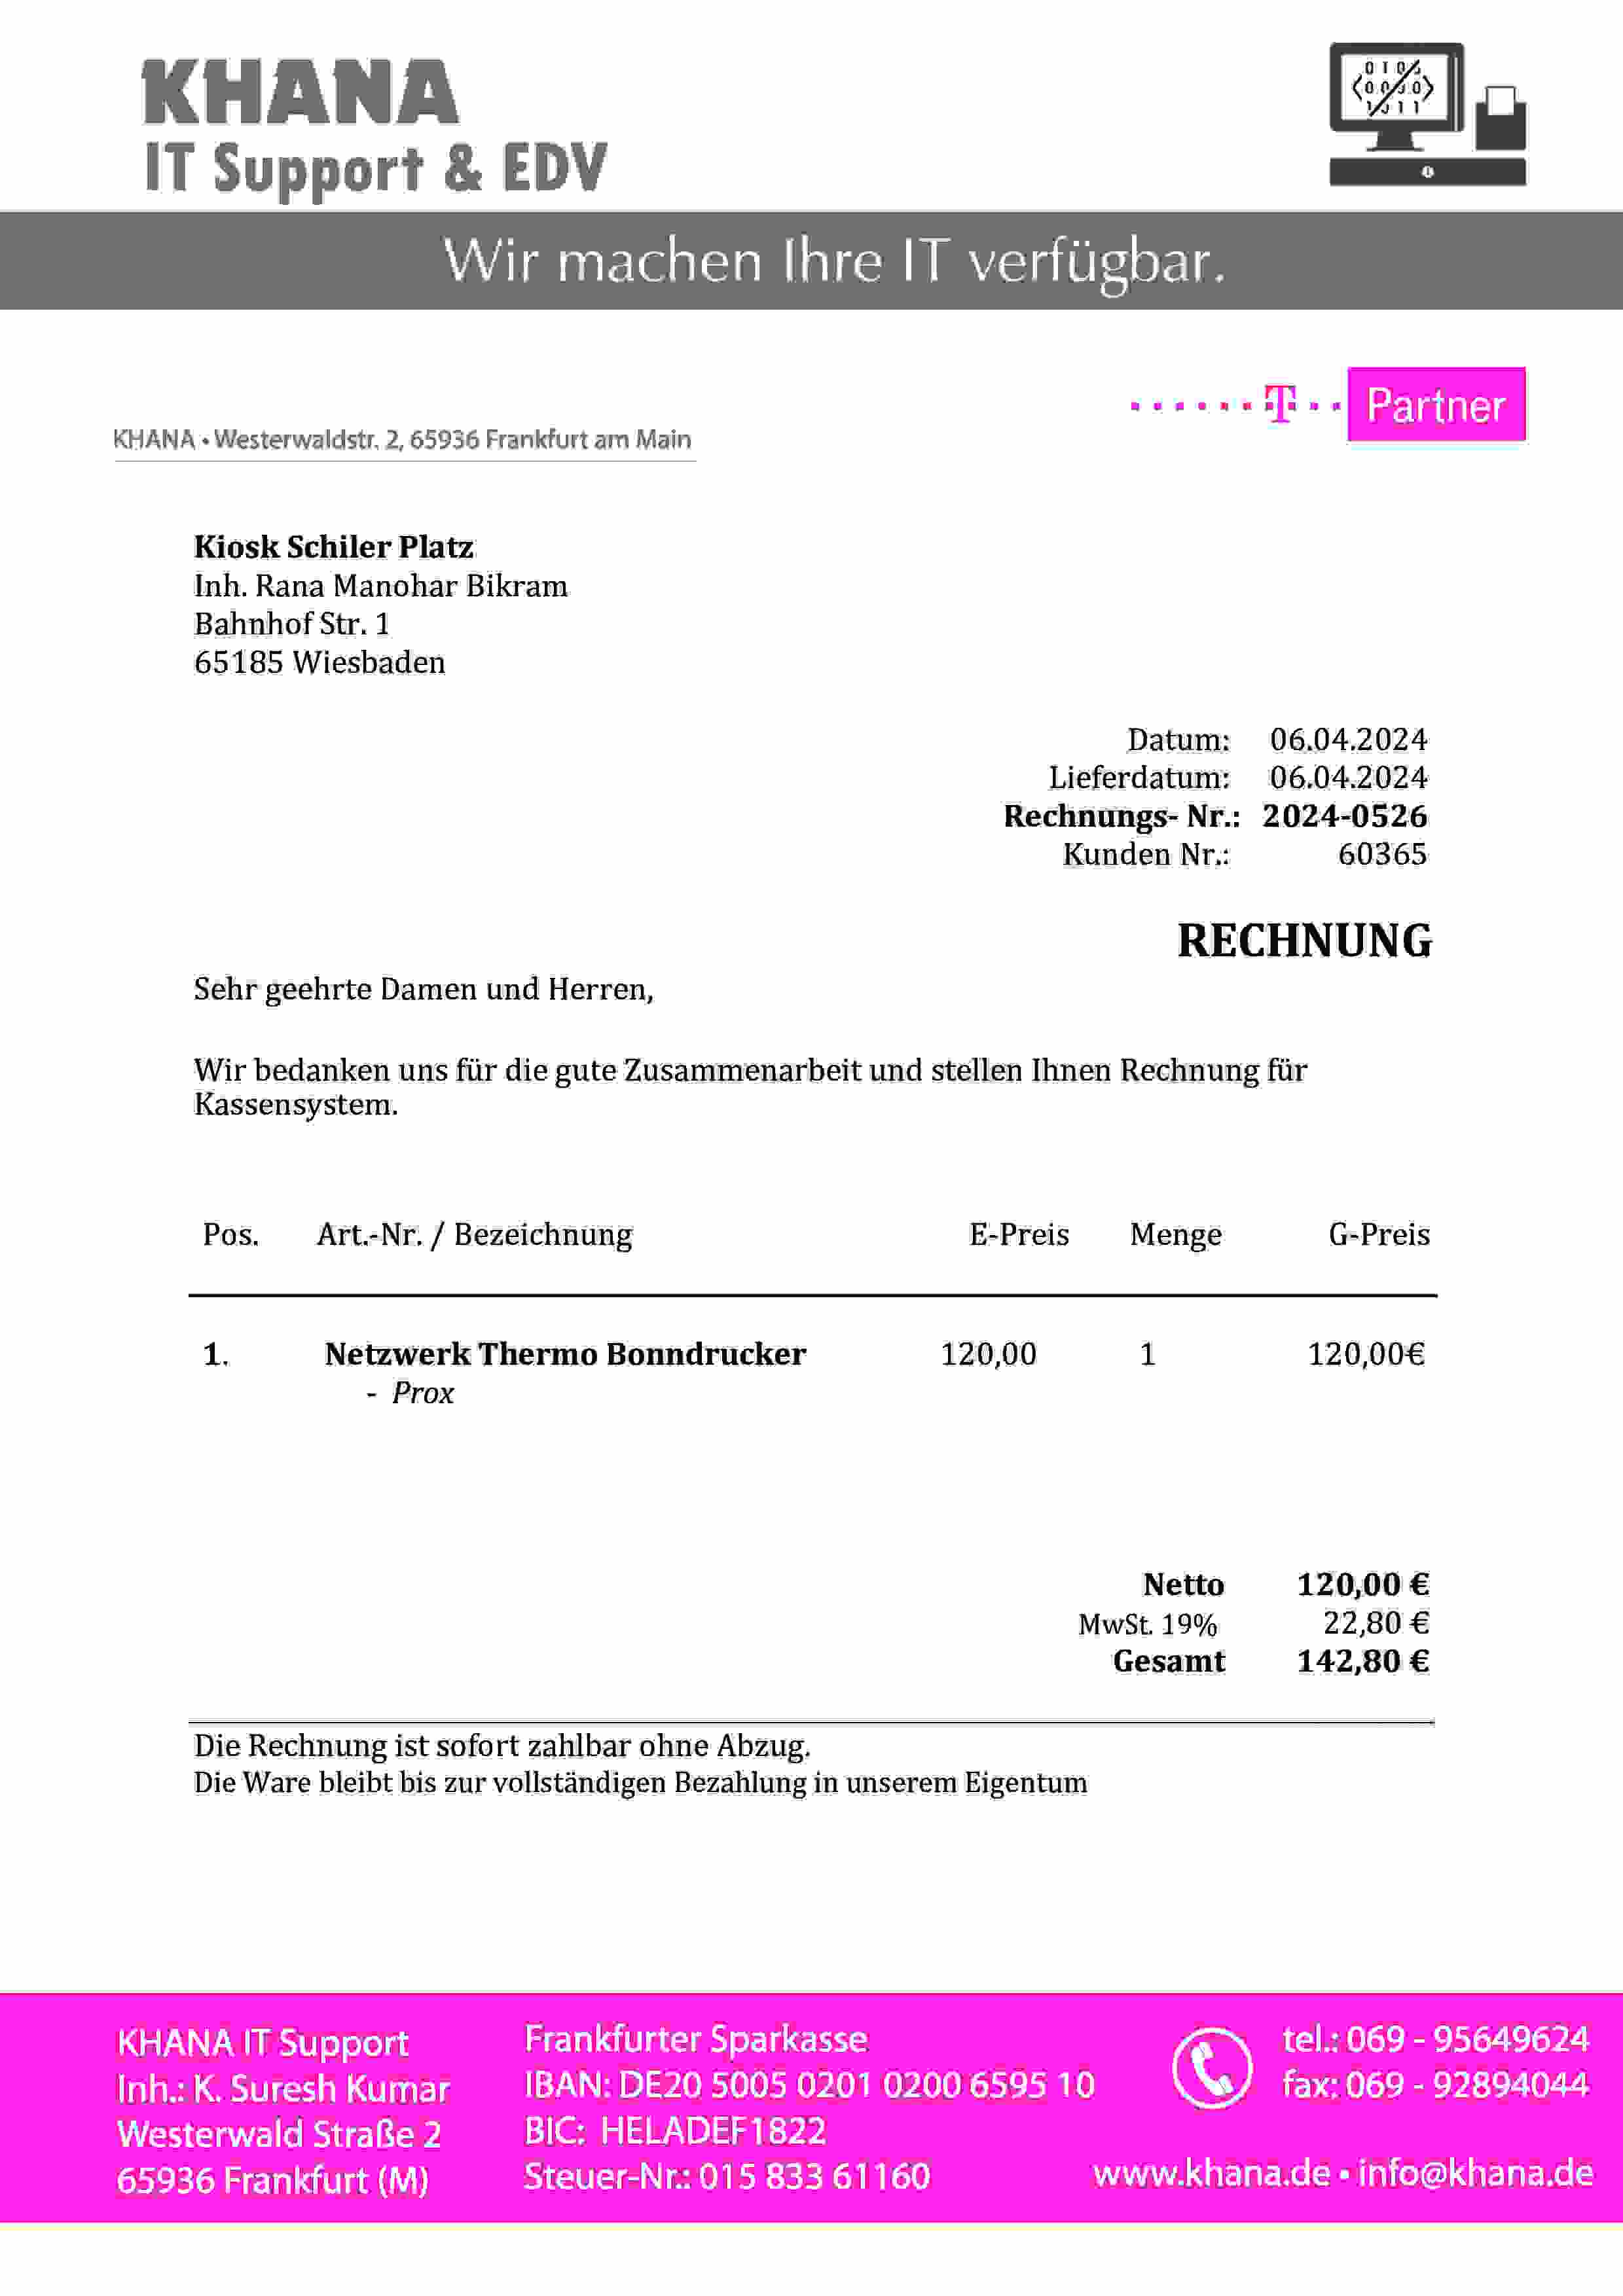 KHANA
IT Support & EDV
Wir machen Ihre IT verfügbar.
T Partner
KHANA • Westerwaldstr. 2, 65936 Frankfurt am Main
Kiosk Schiler Platz
Inh. Rana Manohar Bikram
Bahnhof Str. 1
65185 Wiesbaden
Datum: 06.04.2024
Lieferdatum: 06.04.2024
Rechnungs- Nr.: 2024-0526
Kunden Nr.: 60365
RECHNUNG
Sehr geehrte Damen und Herren,
Wir bedanken uns für die gute Zusammenarbeit und stellen Ihnen Rechnung für
Kassensystem.
Pos. Art.-Nr. / Bezeichnung E-Preis Menge G-Preis
1. Netzwerk Thermo Bonndrucker 120,00 1 120,00€
- Prox
Netto 120,00 €
MwSt. 19% 22,80 €
Gesamt 142,80 €
Die Rechnung ist sofort zahlbar ohne Abzug.
Die Ware bleibt bis zur vollständigen Bezahlung in unserem Eigentum
KHANA IT Support
Inh.: K. Suresh Kumar
Westerwald Straße 2
65936 Frankfurt (M)
Frankfurter Sparkasse
IBAN: DE20 5005 0201 0200 6595 10
BIC: HELADEF1822
Steuer-Nr.: 015 833 61160
tel.: 069 - 95649624
fax: 069 - 92894044
www.khana.de • info@khana.de